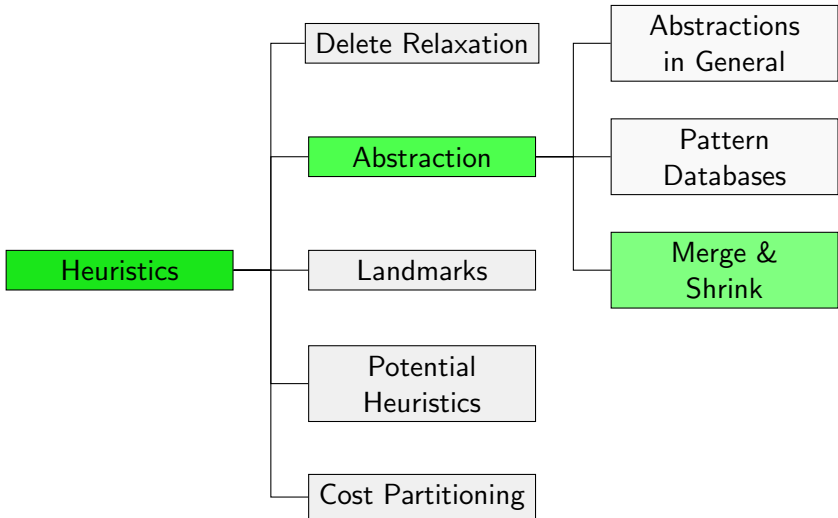 Heuristics
Delete Relaxation
Abstraction
Landmarks
Potential
Heuristics
Cost Partitioning
Abstractions
in General
Pattern
Databases
Merge &
Shrink